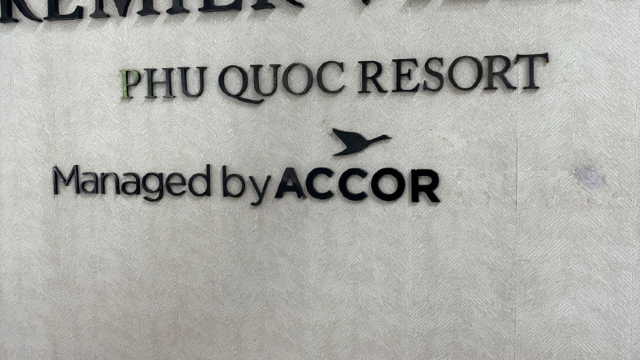 PHU QUOC RESORT
Managed by ACCOR